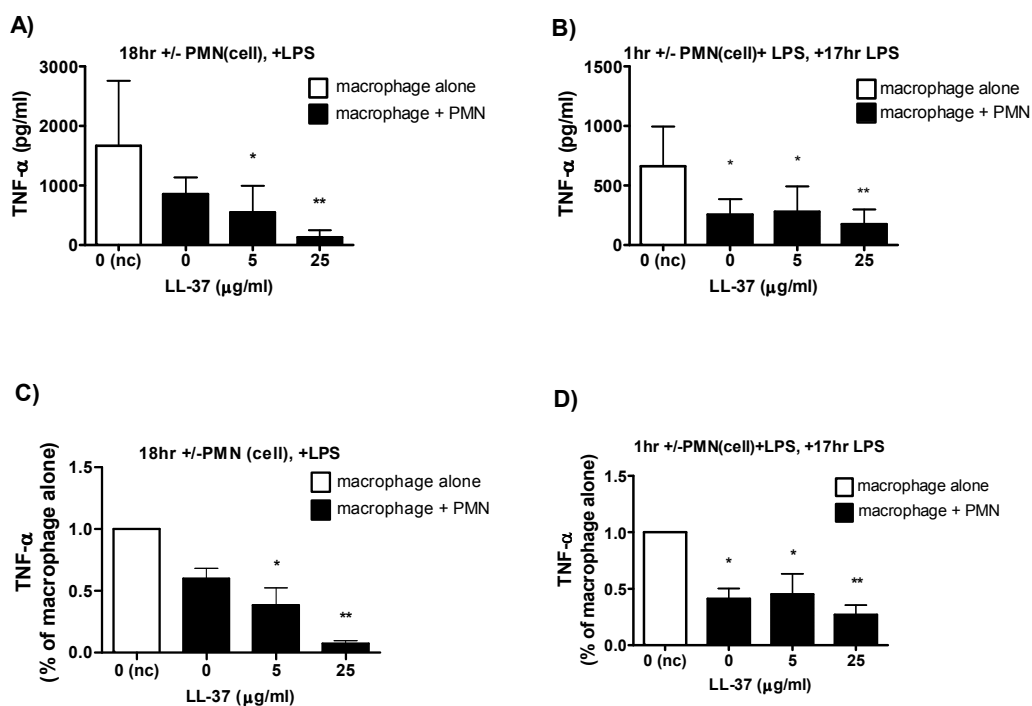 A)
18hr +/- PMN(cell), +LPS
TNF-α (pg/ml)
3000
2000
1000
0
macrophage alone
macrophage + PMN
*
**
0 (nc) 0 5 25
LL-37 (μg/ml)
B)
1hr +/- PMN(cell)+ LPS, +17hr LPS
TNF-α (pg/ml)
1500
1000
500
0
macrophage alone
macrophage + PMN
* * **
0 (nc) 0 5 25
LL-37 (μg/ml)
C)
18hr +/-PMN (cell), +LPS
TNF-α
(% of macrophage alone)
1.5
1.0
0.5
0.0
macrophage alone
macrophage + PMN
*
**
0 (nc) 0 5 25
LL-37 (μg/ml)
D)
1hr +/-PMN(cell)+LPS, +17hr LPS
TNF-α
(% of macrophage alone)
1.5
1.0
0.5
0.0
macrophage alone
macrophage + PMN
* * **
0 (nc) 0 5 25
LL-37 (μg/ml)